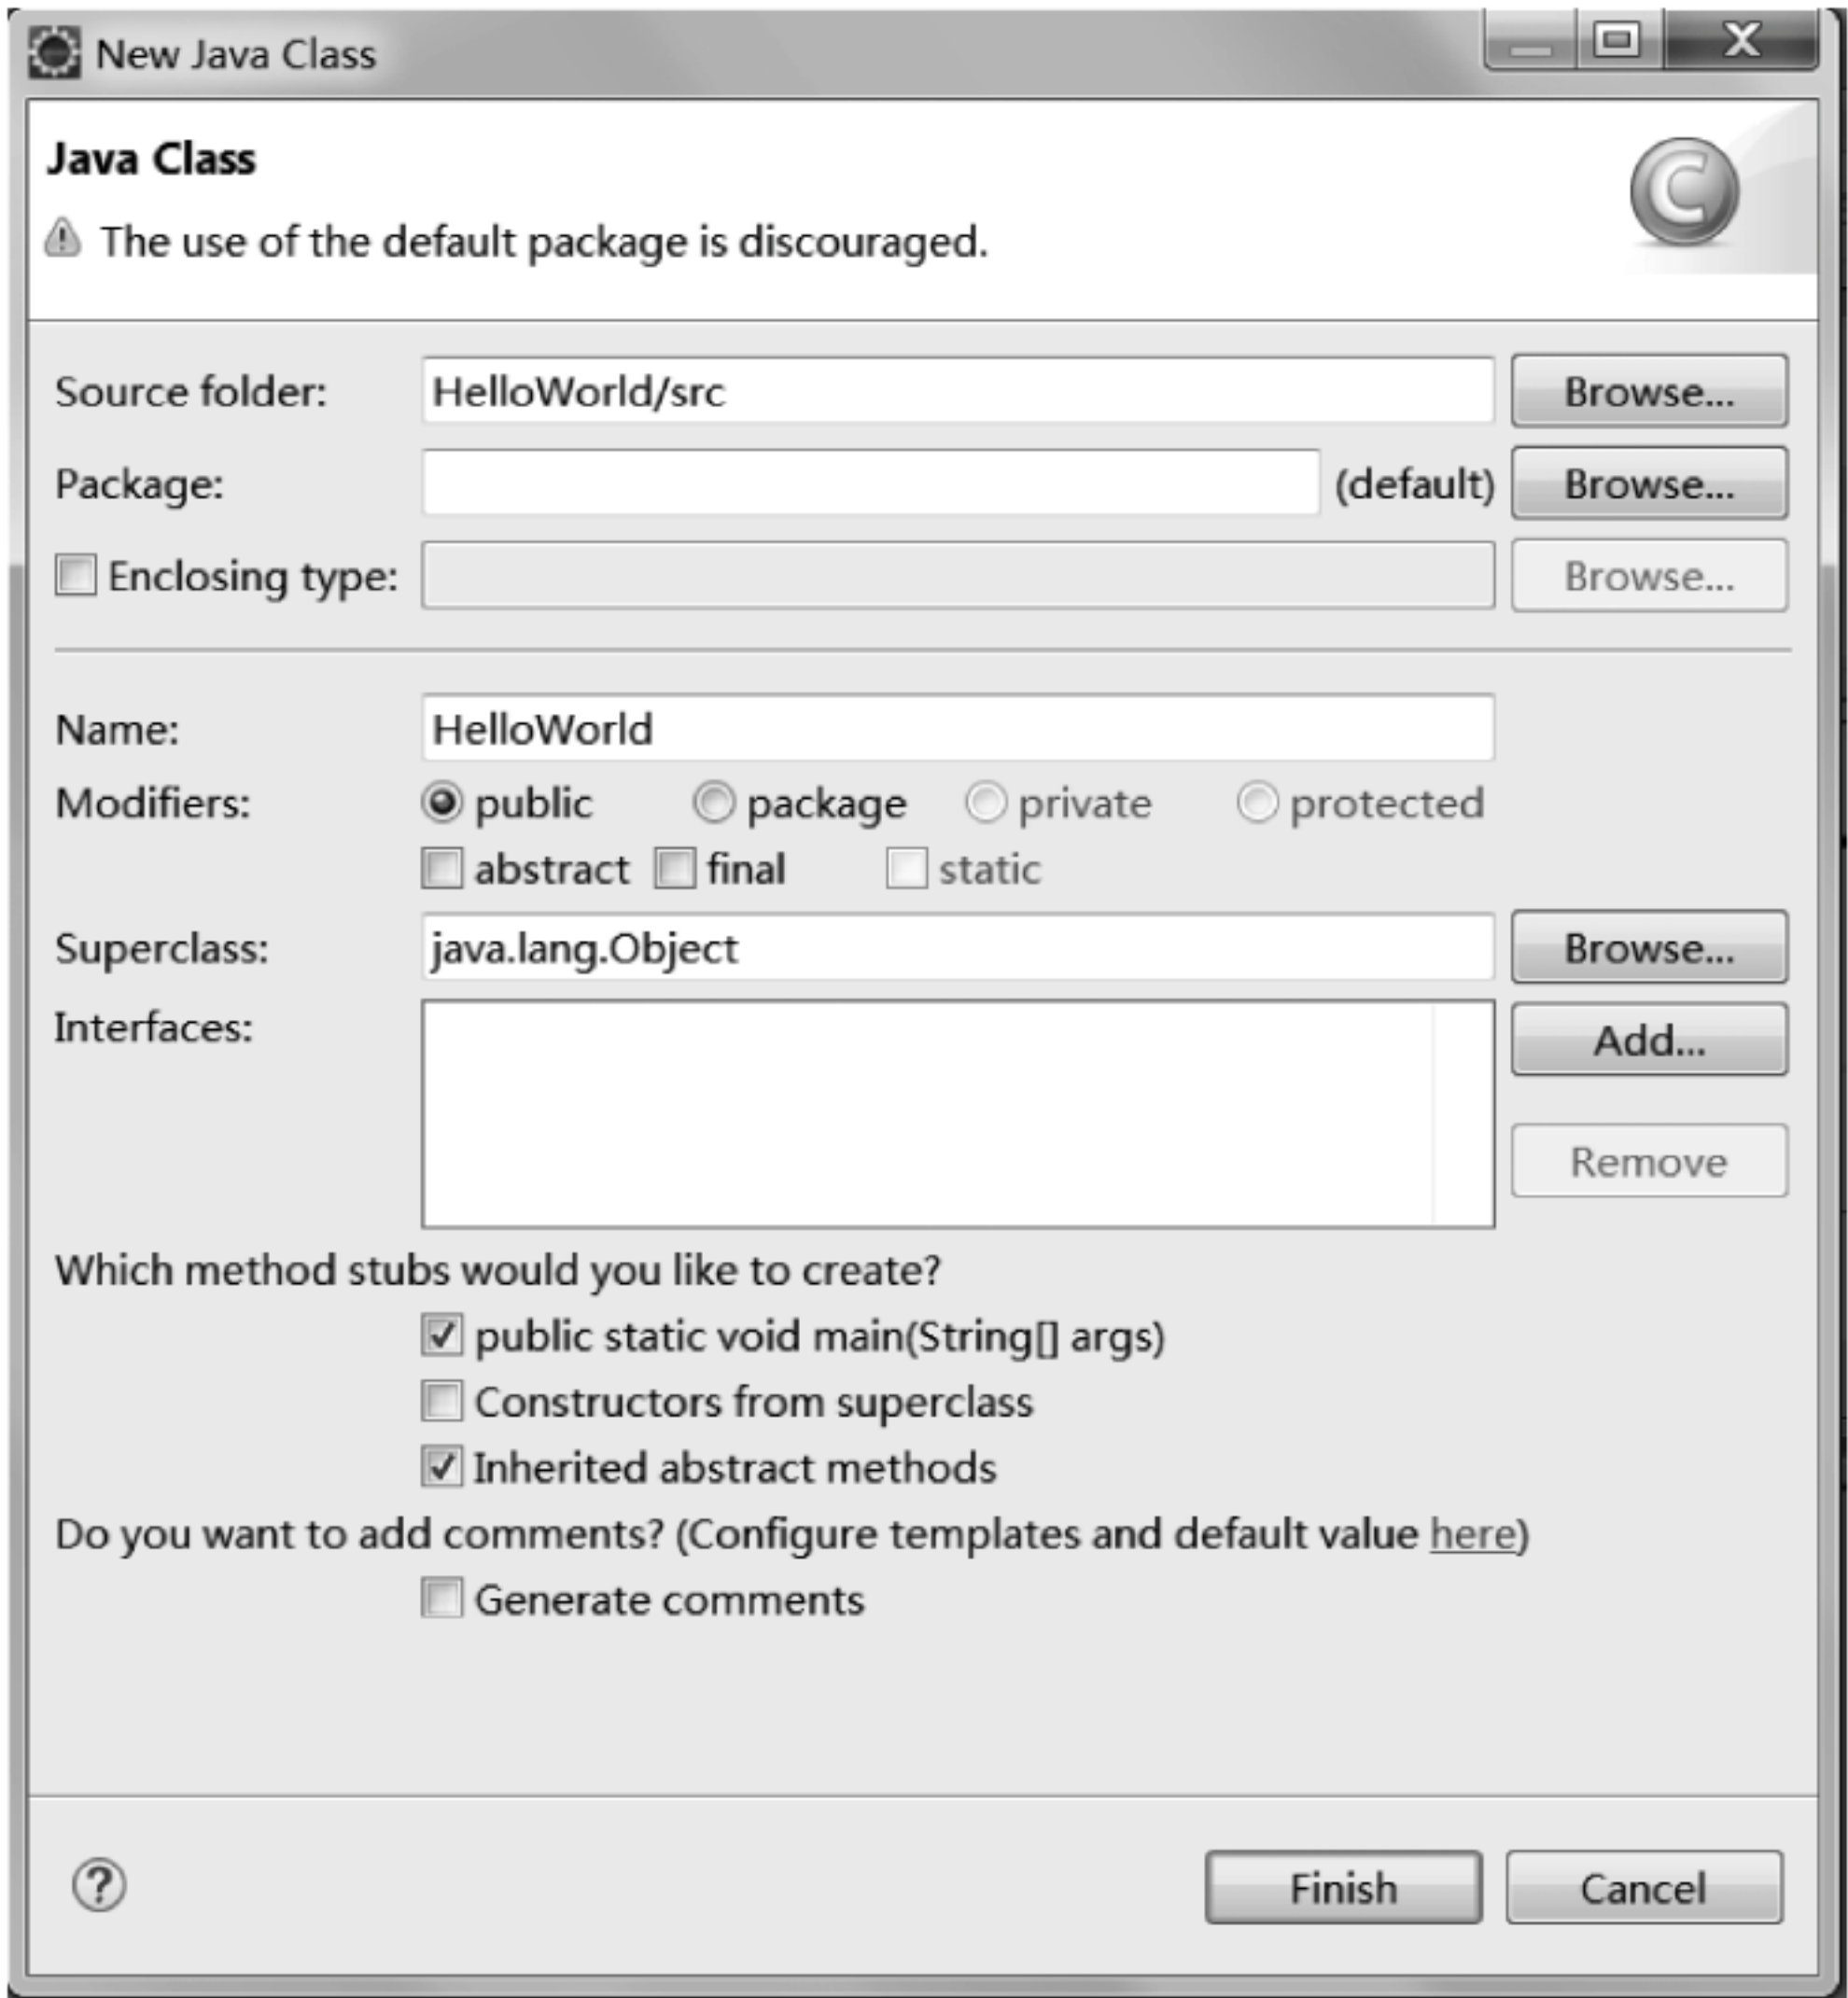 New Java Class
Java Class
The use of the default package is discouraged.
Source folder: HelloWorld/src Browse...
Package: (default) Browse...
Enclosing type: Browse...
Name: HelloWorld
Modifiers: public package private protected
abstract final static
Superclass: java.lang.Object Browse...
Interfaces: Add...
Remove
Which method stubs would you like to create?
public static void main(String[] args)
Constructors from superclass
Inherited abstract methods
Do you want to add comments? (Configure templates and default value here)
Generate comments
Finish Cancel